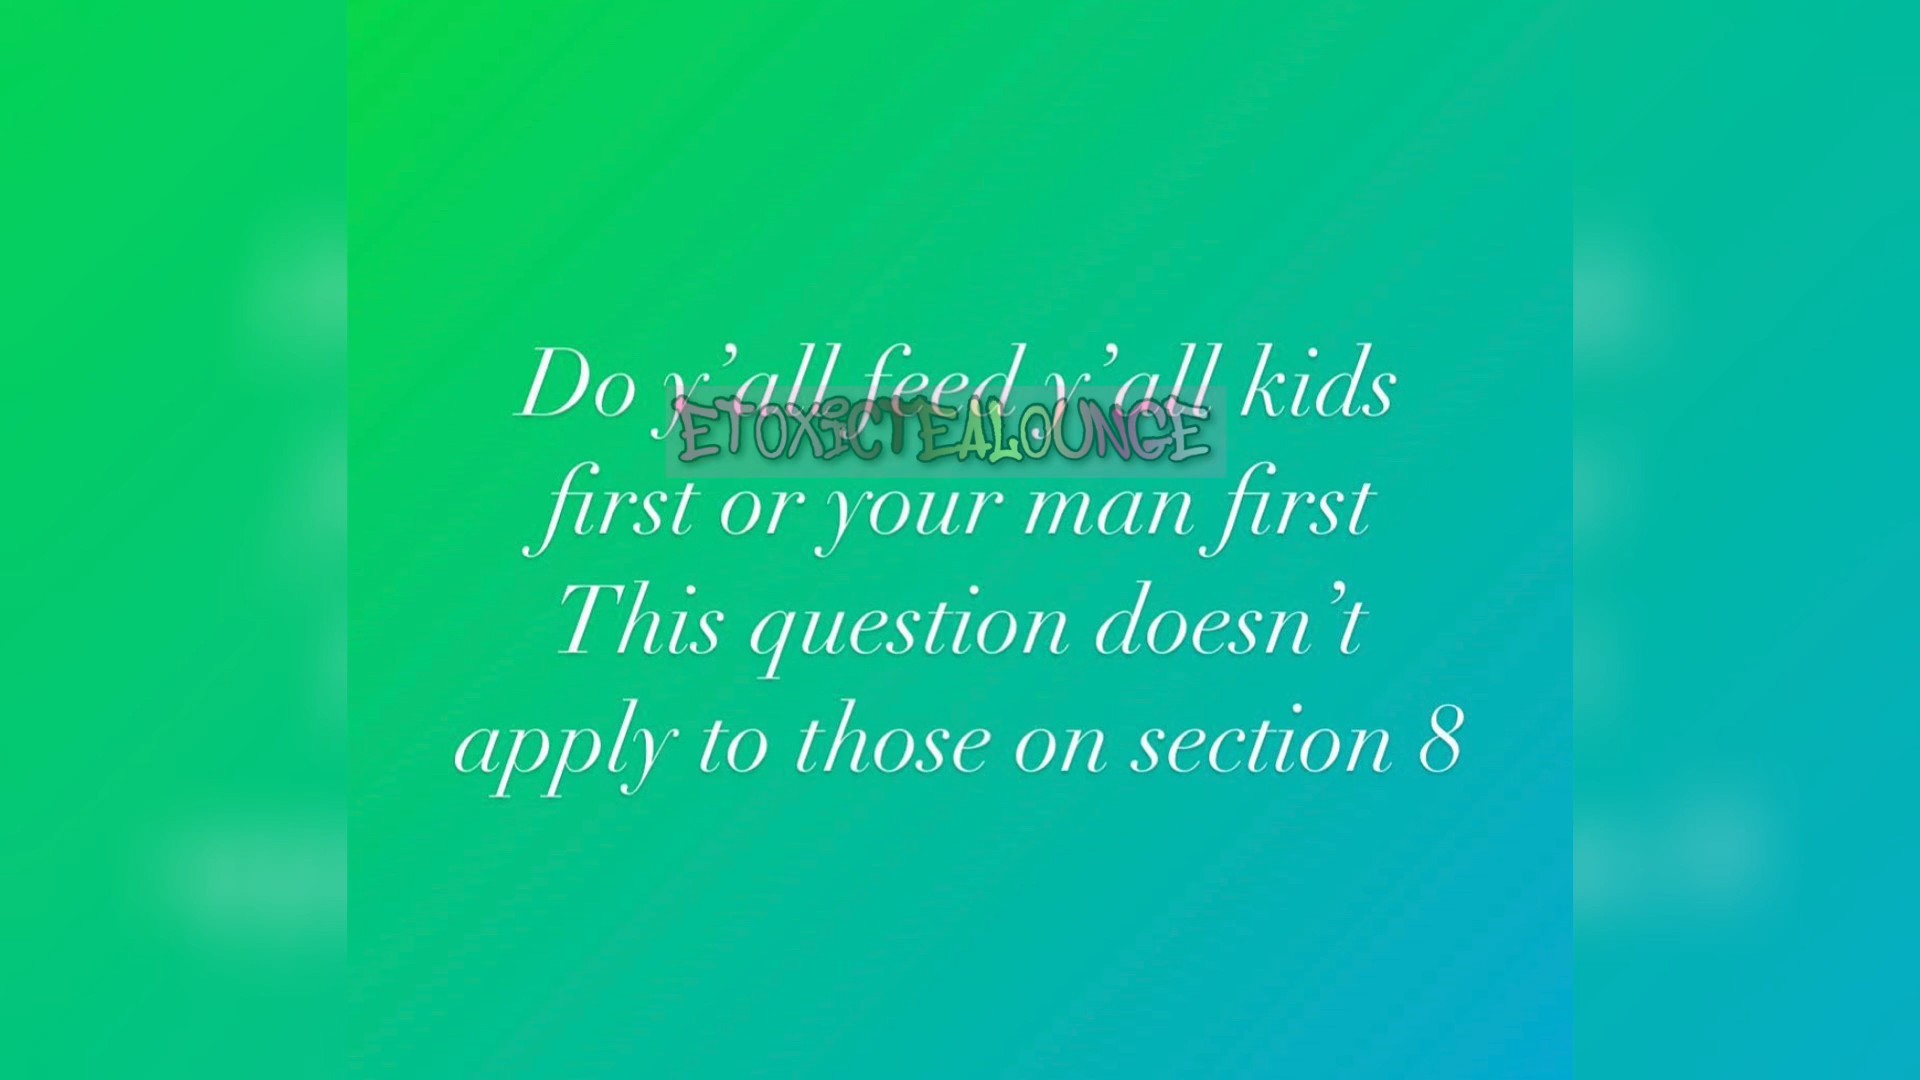 Do y’all feed y’all kids
ETOXICTEALOUNGE
first or your man first
This question doesn’t
apply to those on section 8